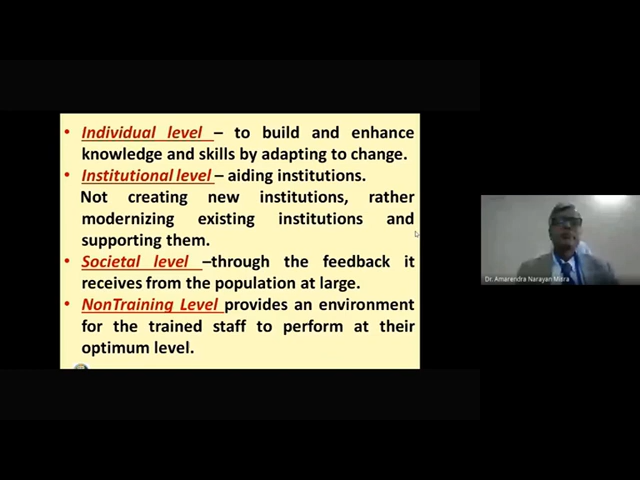 • Individual level – to build and enhance
knowledge and skills by adapting to change.
• Institutional level – aiding institutions.
Not creating new institutions, rather
modernizing existing institutions and
supporting them.
• Societal level –through the feedback it
receives from the population at large.
• NonTraining Level provides an environment
for the trained staff to perform at their
optimum level.
Dr. Amarendra Narayan Misra